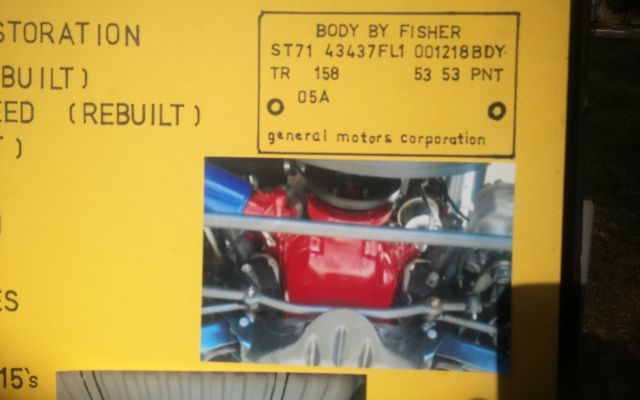 STORATION
BUILT)
EED (REBUILT)
T)
ES
15's
BODY BY FISHER
ST71 43437FL1 001218BDY
TR 158 53 53 PNT
05A
general motors corporation